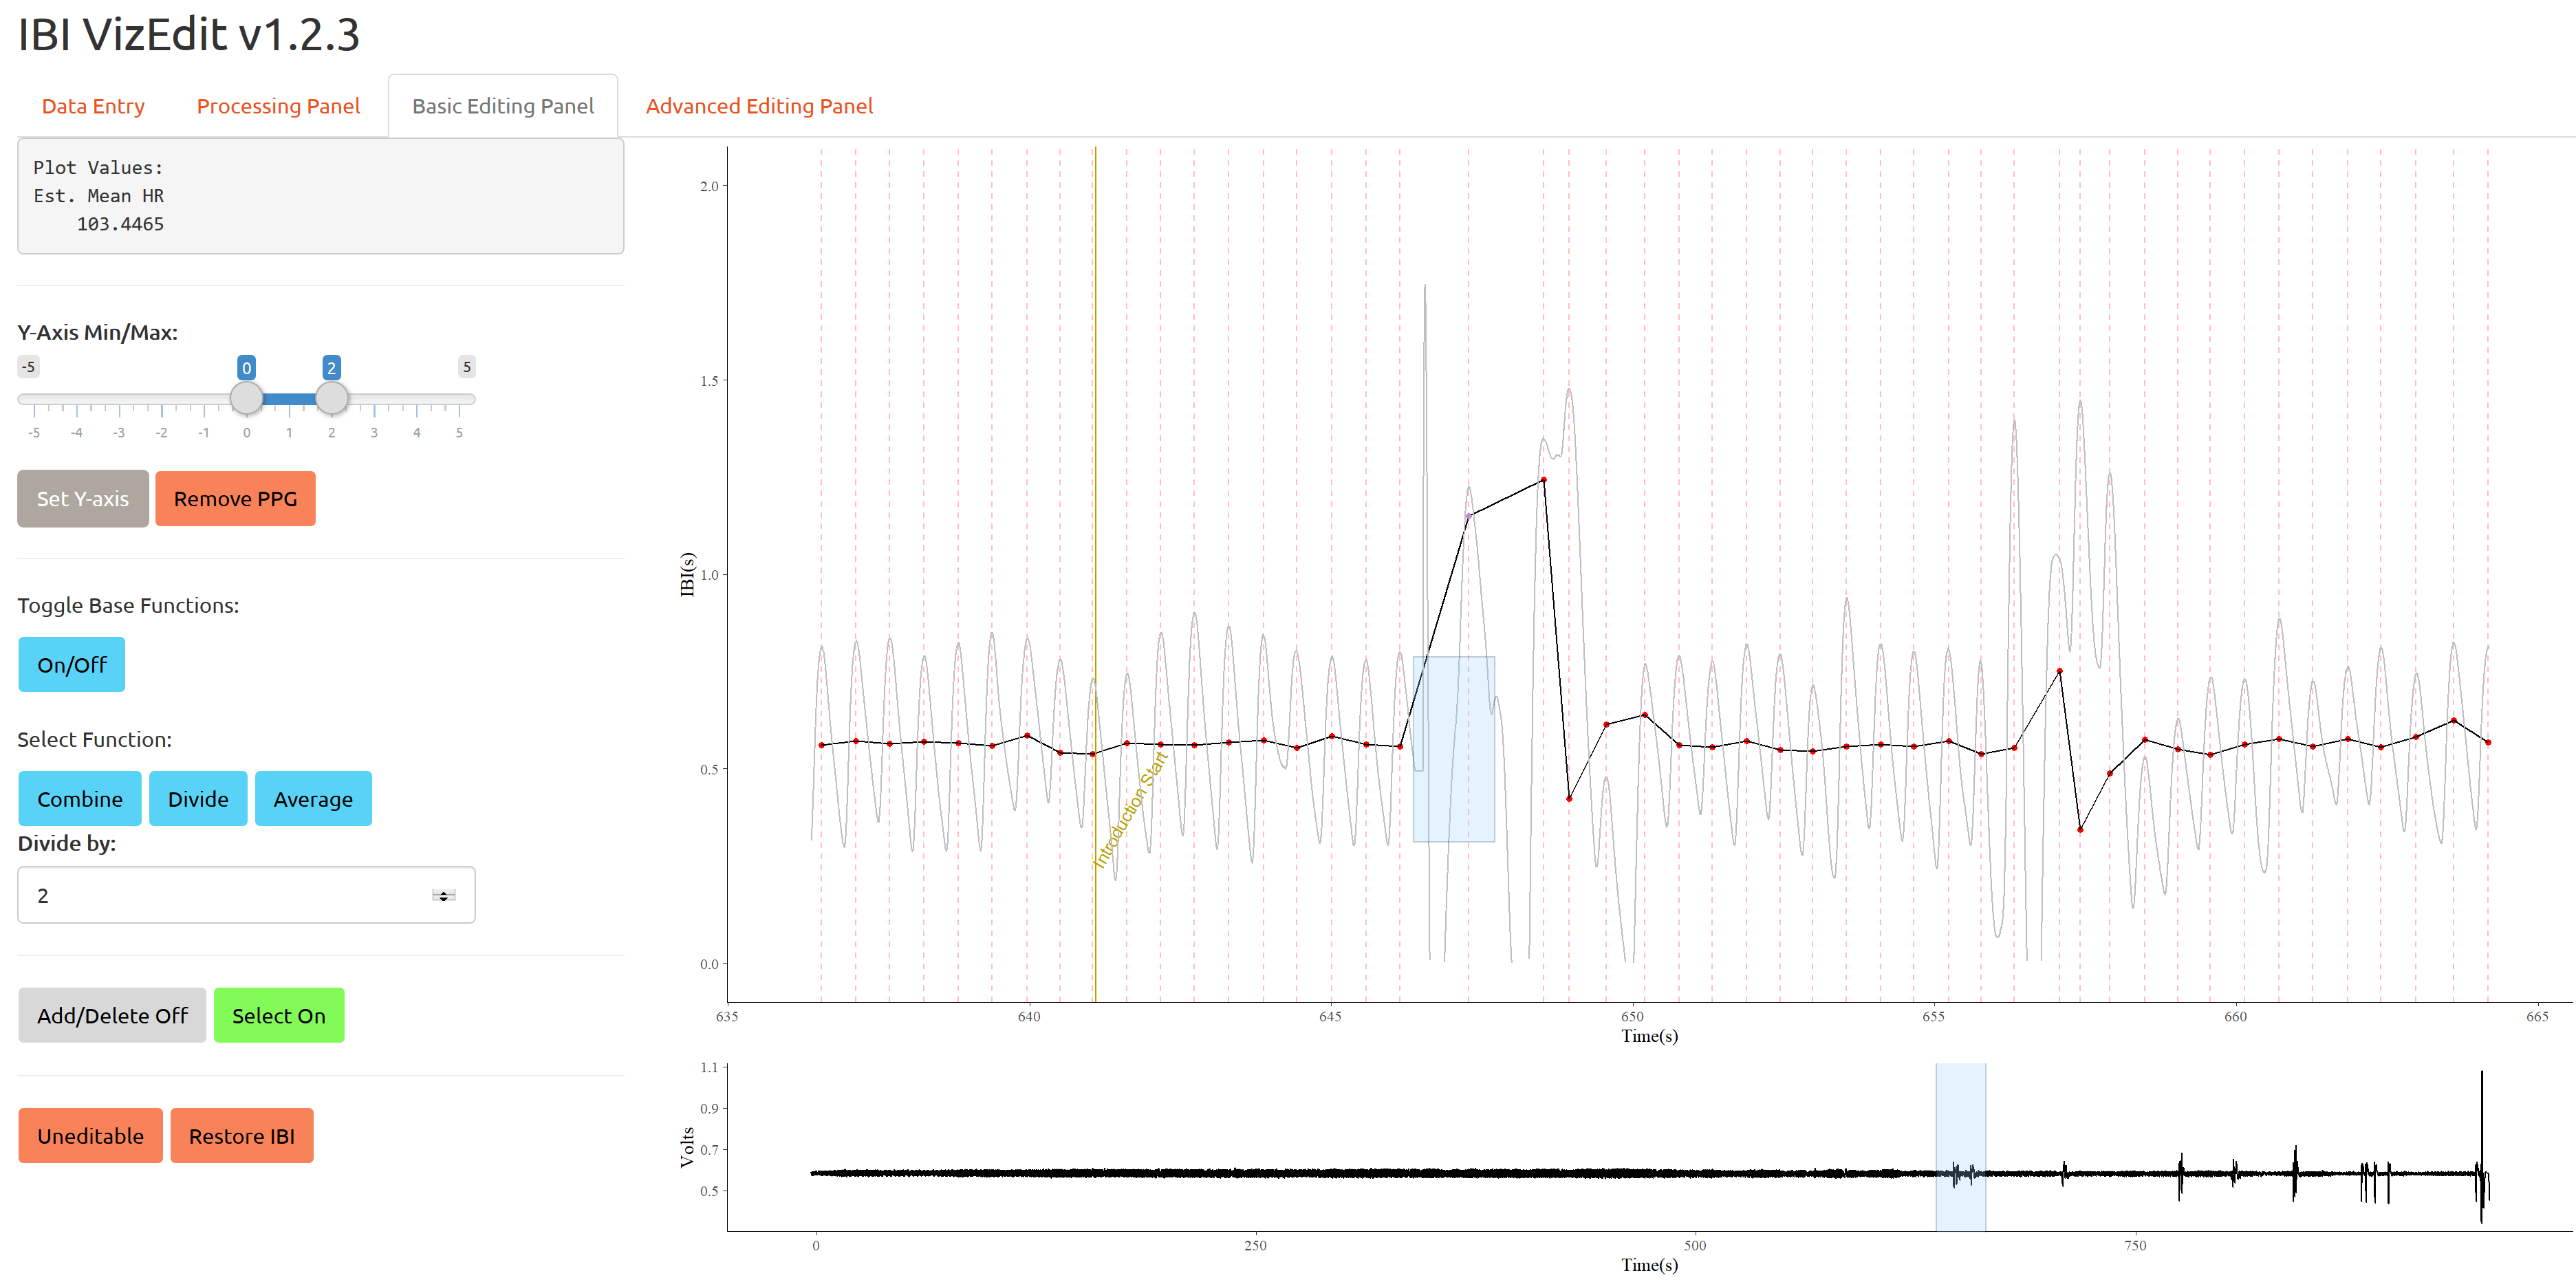 IBI VizEdit v1.2.3
Data Entry Processing Panel Basic Editing Panel Advanced Editing Panel
Plot Values:
Est. Mean HR
103.4465
Y-Axis Min/Max:
-5 0 2 5
-5 -4 -3 -2 -1 0 1 2 3 4 5
Set Y-axis Remove PPG
Toggle Base Functions:
On/Off
Select Function:
Combine Divide Average
Divide by:
2
Add/Delete Off Select On
Uneditable Restore IBI
IBI(s)
2.0
1.5
1.0
0.5
0.0
Introduction Start
635 640 645 650 655 660 665
Time(s)
Volts
1.1
0.9
0.7
0.5
0 250 500 750
Time(s)